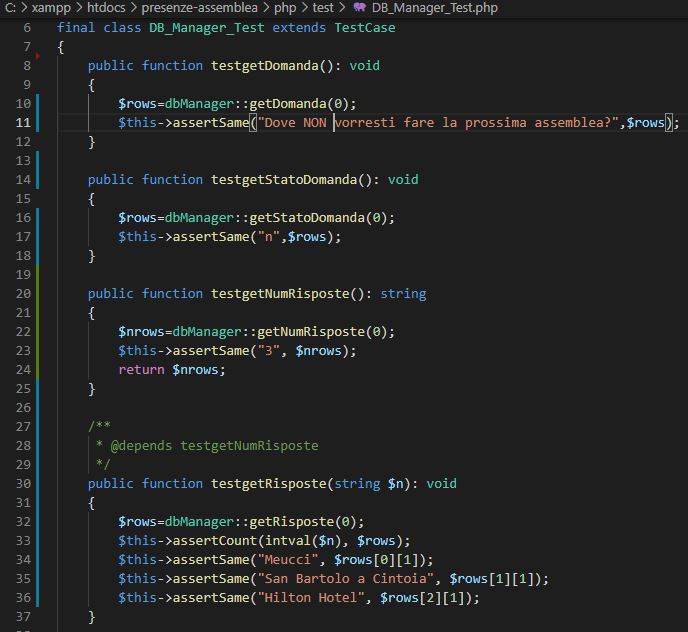 C: > xampp > htdocs > presenze-assemblea > php > test > DB_Manager_Test.php
6 final class DB_Manager_Test extends TestCase
7 {
8     public function testgetDomanda(): void
9     {
10         $rows=dbManager::getDomanda(0);
11         $this->assertSame("Dove NON vorresti fare la prossima assemblea?",$rows);
12     }
13
14     public function testgetStatoDomanda(): void
15     {
16         $rows=dbManager::getStatoDomanda(0);
17         $this->assertSame("n",$rows);
18     }
19
20     public function testgetNumRisposte(): string
21     {
22         $nrows=dbManager::getNumRisposte(0);
23         $this->assertSame("3", $nrows);
24         return $nrows;
25     }
26
27     /**
28      * @depends testgetNumRisposte
29      */
30     public function testgetRisposte(string $n): void
31     {
32         $rows=dbManager::getRisposte(0);
33         $this->assertCount(intval($n), $rows);
34         $this->assertSame("Meucci", $rows[0][1]);
35         $this->assertSame("San Bartolo a Cintoia", $rows[1][1]);
36         $this->assertSame("Hilton Hotel", $rows[2][1]);
37     }